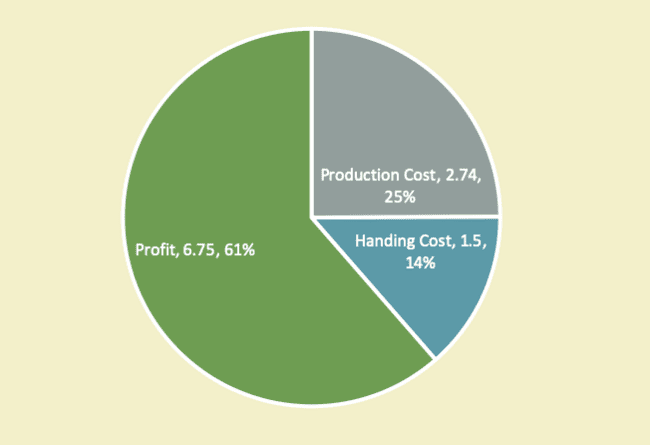 Production Cost, 2.74,
25%
Handing Cost, 1.5,
14%
Profit, 6.75, 61%